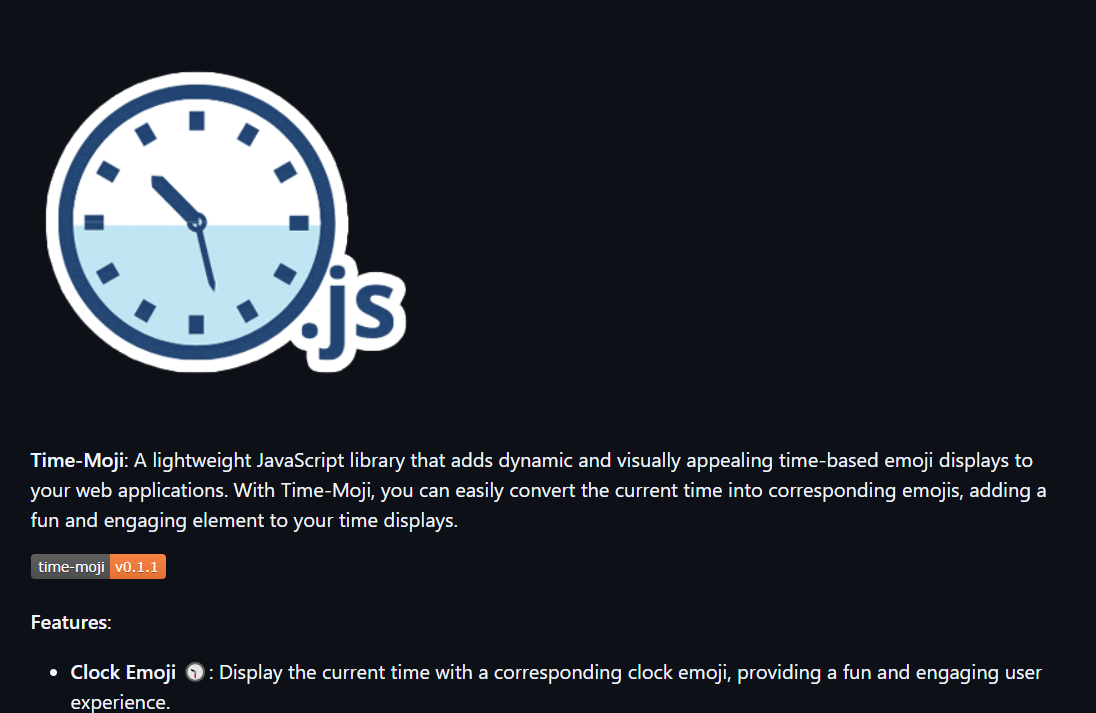 .js
Time-Moji: A lightweight JavaScript library that adds dynamic and visually appealing time-based emoji displays to
your web applications. With Time-Moji, you can easily convert the current time into corresponding emojis, adding a
fun and engaging element to your time displays.
time-moji v0.1.1
Features:
• Clock Emoji 🕥: Display the current time with a corresponding clock emoji, providing a fun and engaging user
experience.